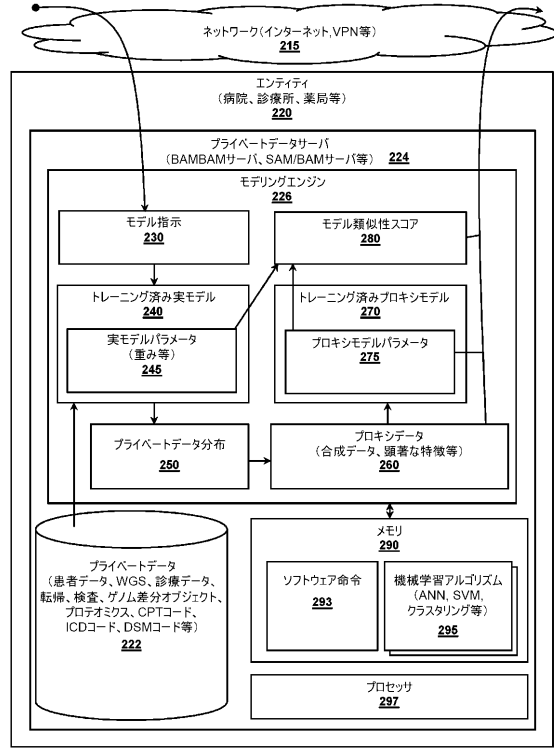 ネットワーク(インターネット,VPN等)
215
エンティティ
(病院、診療所、薬局等)
220
プライベートデータサーバ
(BAMBAMサーバ、SAM/BAMサーバ等) 224
モデリングエンジン
226
モデル指示
230
モデル類似性スコア
280
トレーニング済み実モデル
240
実モデルパラメータ
(重み等)
245
トレーニング済みプロキシモデル
270
プロキシモデルパラメータ
275
プライベートデータ分布
250
プロキシデータ
(合成データ、顕著な特徴等)
260
プライベートデータ
(患者データ、WGS、診療データ、
転帰、検査、ゲノム差分オブジェクト、
プロテオミクス、CPTコード、
ICDコード、DSMコード等)
222
メモリ
290
ソフトウェア命令
293
機械学習アルゴリズム
(ANN, SVM,
クラスタリング等)
295
プロセッサ
297